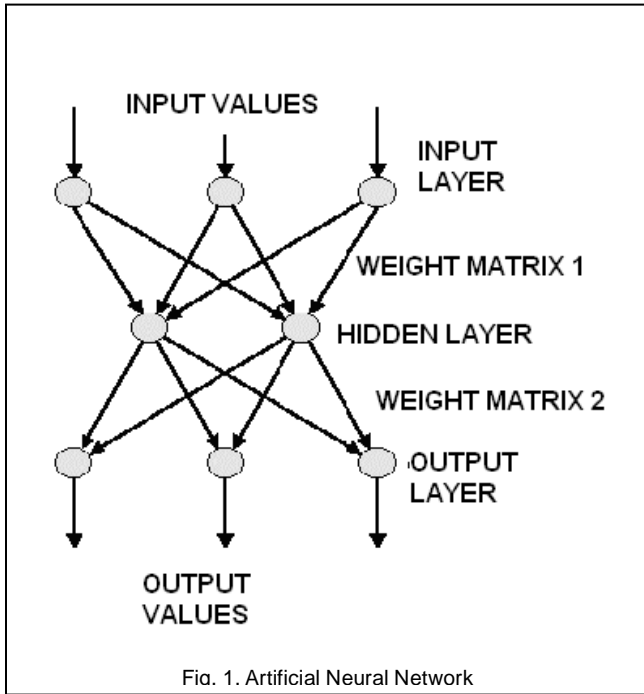 INPUT VALUES
INPUT
LAYER
WEIGHT MATRIX 1
HIDDEN LAYER
WEIGHT MATRIX 2
OUTPUT
LAYER
OUTPUT
VALUES
Fig. 1. Artificial Neural Network